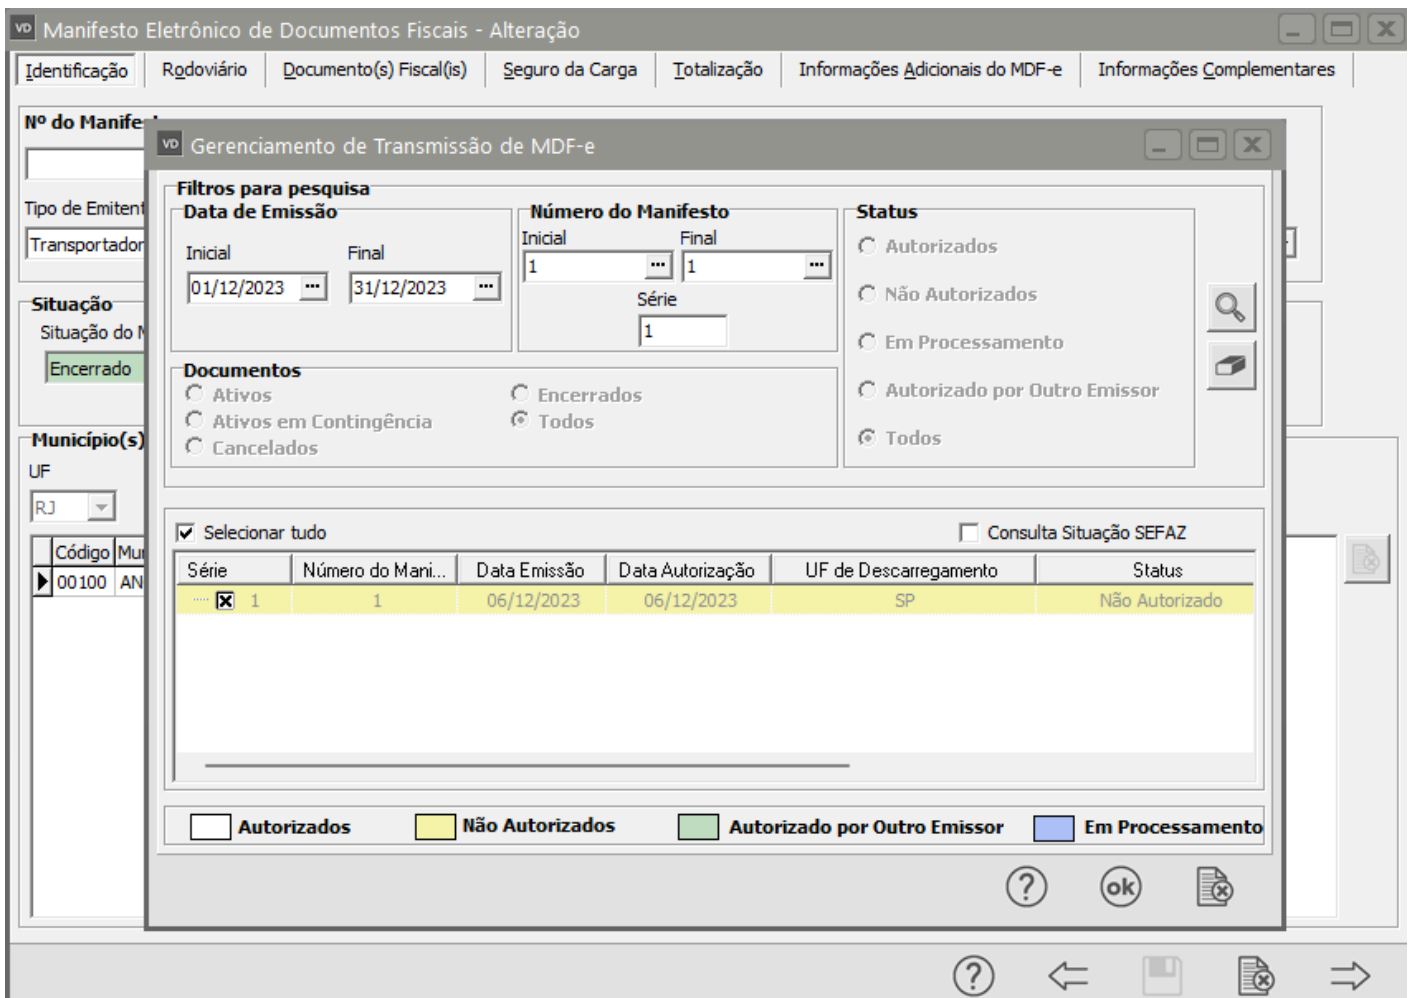 VD Manifesto Eletrônico de Documentos Fiscais - Alteração
Identificação Rodoviário Documento(s) Fiscal(is) Seguro da Carga Totalização Informações Adicionais do MDF-e Informações Complementares
Nº do Manife
Tipo de Emitent
Transportador
Situação
Situação do M
Encerrado
Município(s)
UF
RJ
Código Mu
00100 AN
VD Gerenciamento de Transmissão de MDF-e
Filtros para pesquisa
Data de Emissão
Inicial Final
01/12/2023 ... 31/12/2023 ...
Número do Manifesto
Inicial Final
1 ... 1 ...
Série
1
Status
Autorizados
Não Autorizados
Em Processamento
Autorizado por Outro Emissor
Todos
Documentos
Ativos Encerrados
Ativos em Contingência Todos
Cancelados
Selecionar tudo Consulta Situação SEFAZ
Série Número do Mani... Data Emissão Data Autorização UF de Descarregamento Status
1 1 06/12/2023 06/12/2023 SP Não Autorizado
Autorizados Não Autorizados Autorizado por Outro Emissor Em Processamento
? ok
?